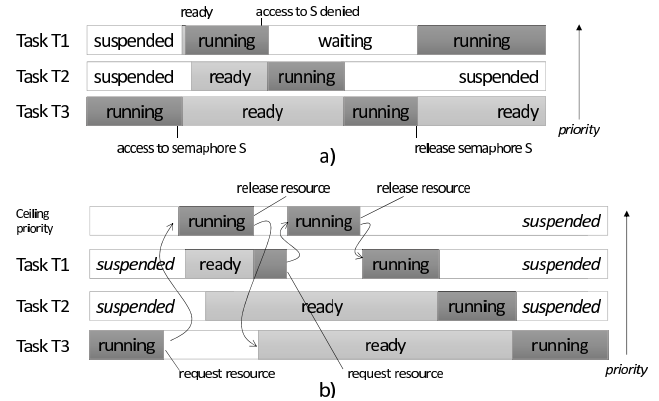 ready
access to S denied
Task T1 suspended running waiting running
Task T2 suspended ready running suspended
Task T3 running ready running ready
priority
access to semaphore S
release semaphore S
a)
release resource release resource
Ceiling
priority
running running suspended
Task T1 suspended ready running suspended
Task T2 suspended ready running suspended
Task T3 running ready running
priority
request resource request resource
b)